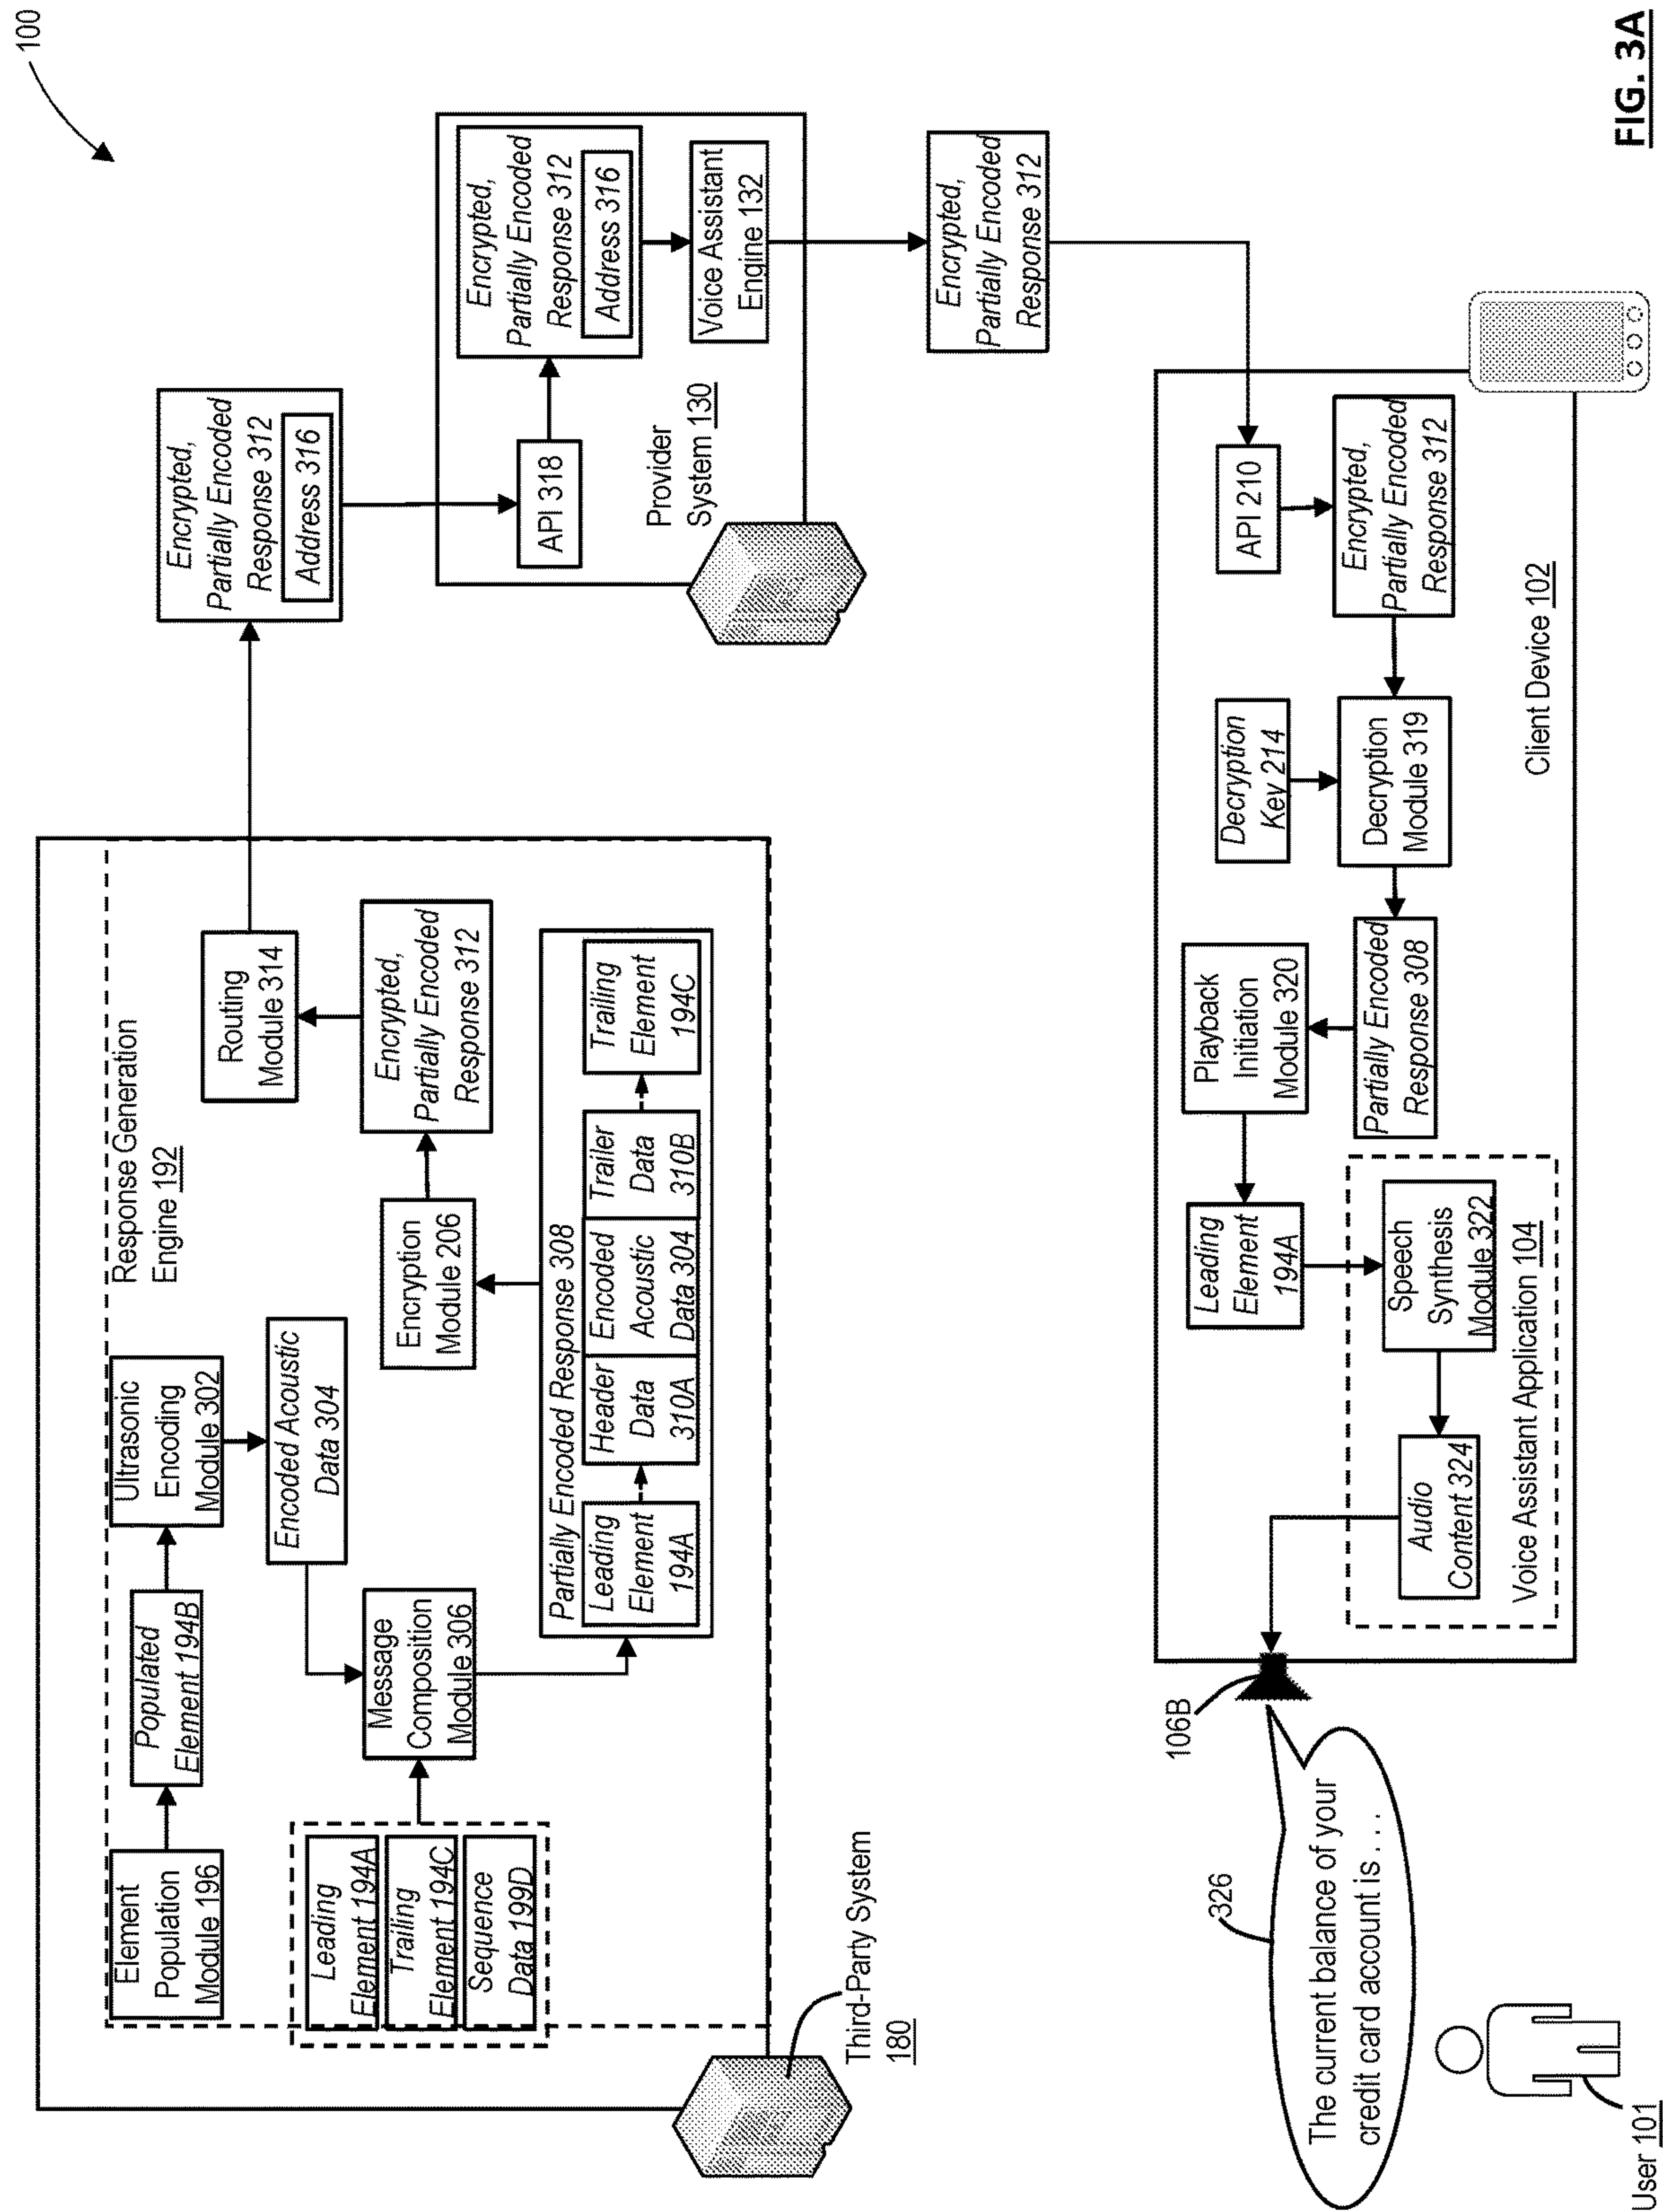 100
Response Generation
Engine 192
Element
Population
Module 196
Populated
Element 194B
Ultrasonic
Encoding
Module 302
Encoded Acoustic
Data 304
Leading
Element 194A
Trailing
Element 194C
Sequence
Data 199D
Message
Composition
Module 306
Partially Encoded Response 308
Leading
Element
194A
Header
Data
310A
Encoded
Acoustic
Data 304
Trailer
Data
310B
Trailing
Element
194C
Encryption
Module 206
Encrypted,
Partially Encoded
Response 312
Routing
Module 314
Third-Party System
180
Encrypted,
Partially Encoded
Response 312
Address 316
API 318
Encrypted,
Partially Encoded
Response 312
Address 316
Voice Assistant
Engine 132
Provider
System 130
Encrypted,
Partially Encoded
Response 312
API 210
Encrypted,
Partially Encoded
Response 312
Decryption
Key 214
Decryption
Module 319
Partially Encoded
Response 308
Playback
Initiation
Module 320
Leading
Element
194A
Speech
Synthesis
Module 322
Audio
Content 324
Voice Assistant Application 104
Client Device 102
106B
326
The current balance of your
credit card account is . . .
User 101
FIG. 3A